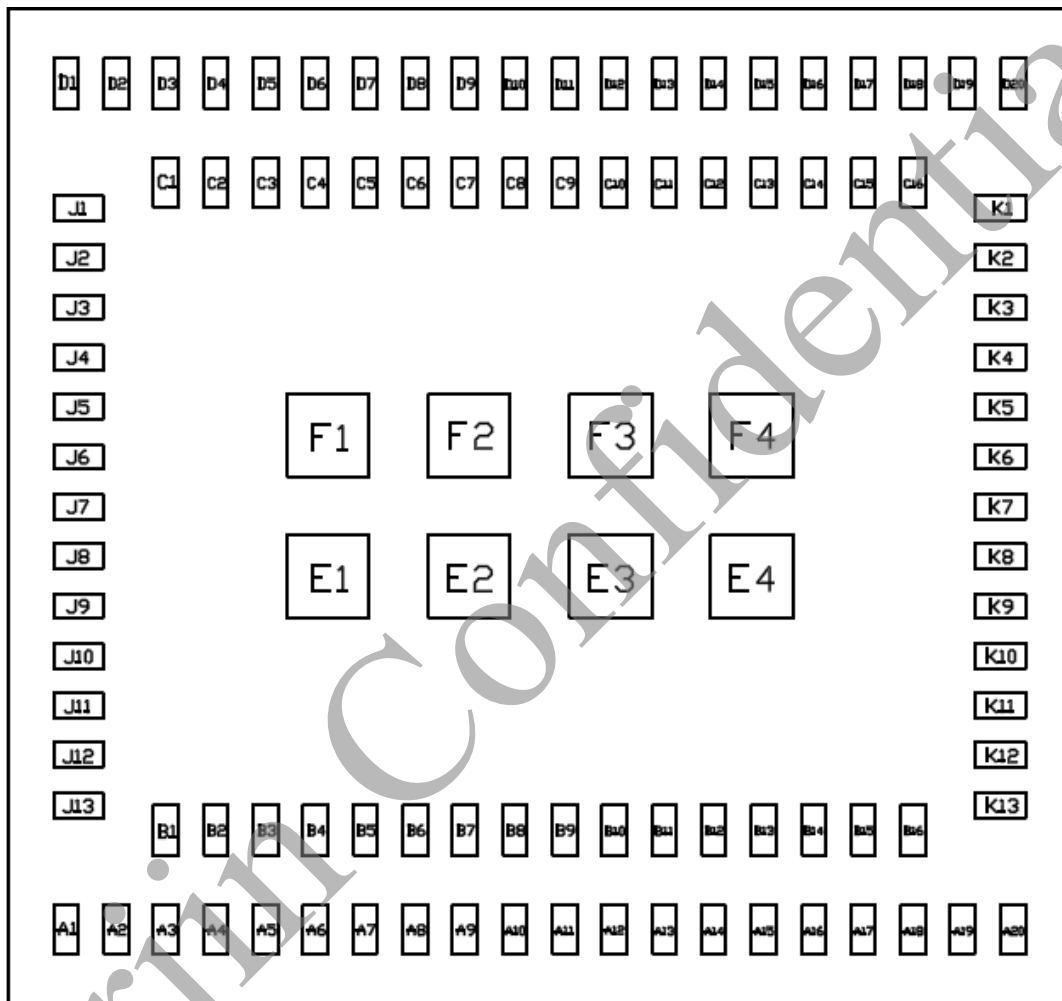 D1 D2 D3 D4 D5 D6 D7 D8 D9 D10 D11 D12 D13 D14 D15 D16 D17 D18 D19 D20
C1 C2 C3 C4 C5 C6 C7 C8 C9 C10 C11 C12 C13 C14 C15 C16
J1 K1
J2 K2
J3 K3
J4 K4
J5 K5
F1 F2 F3 F4
J6 K6
J7 K7
J8 K8
E1 E2 E3 E4
J9 K9
J10 K10
J11 K11
J12 K12
J13 K13
B1 B2 B3 B4 B5 B6 B7 B8 B9 B10 B11 B12 B13 B14 B15 B16
A1 A2 A3 A4 A5 A6 A7 A8 A9 A10 A11 A12 A13 A14 A15 A16 A17 A18 A19 A20